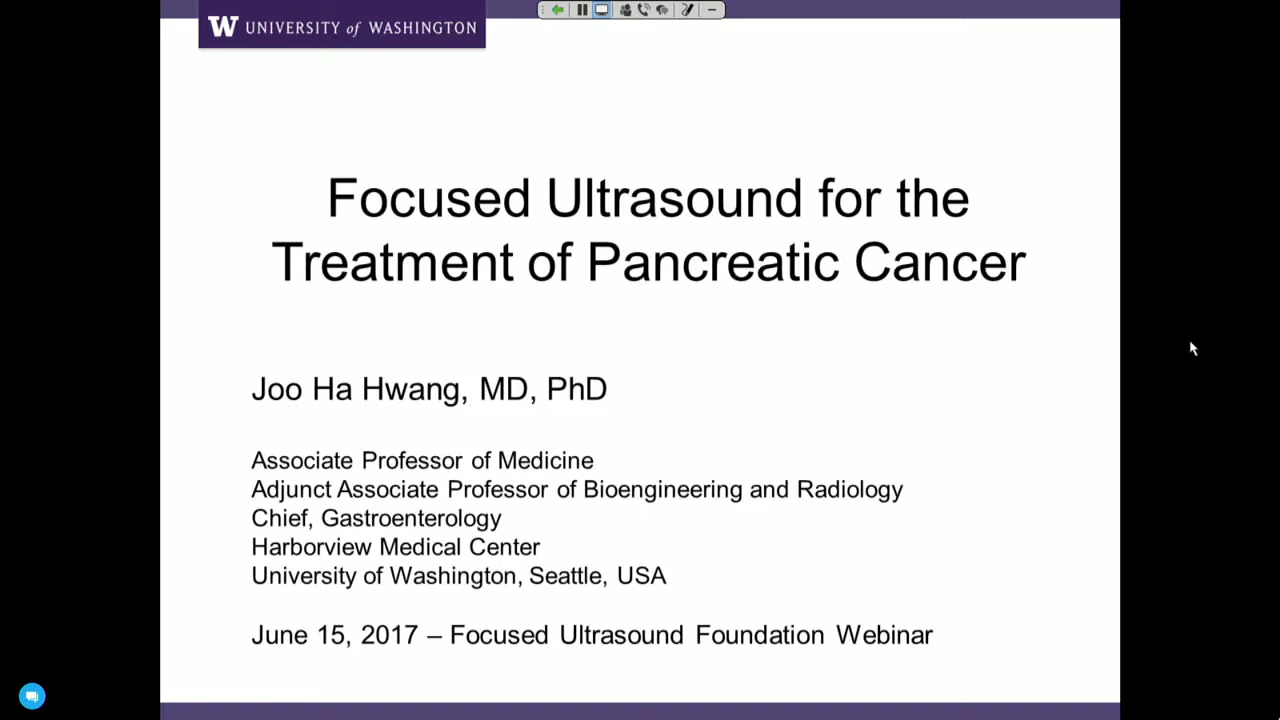 W UNIVERSITY of WASHINGTON
Focused Ultrasound for the
Treatment of Pancreatic Cancer
Joo Ha Hwang, MD, PhD
Associate Professor of Medicine
Adjunct Associate Professor of Bioengineering and Radiology
Chief, Gastroenterology
Harborview Medical Center
University of Washington, Seattle, USA
June 15, 2017 – Focused Ultrasound Foundation Webinar